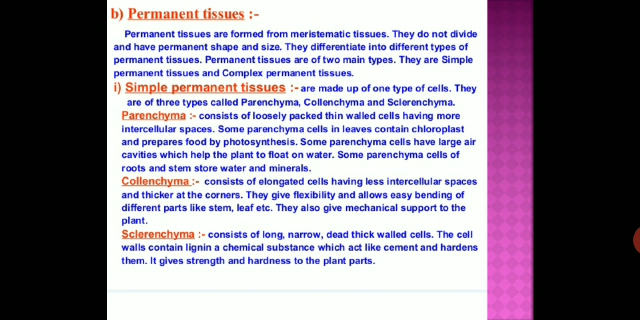 b) Permanent tissues :-
Permanent tissues are formed from meristematic tissues. They do not divide
and have permanent shape and size. They differentiate into different types of
permanent tissues. Permanent tissues are of two main types. They are Simple
permanent tissues and Complex permanent tissues.
i) Simple permanent tissues :- are made up of one type of cells. They
are of three types called Parenchyma, Collenchyma and Sclerenchyma.
Parenchyma :- consists of loosely packed thin walled cells having more
intercellular spaces. Some parenchyma cells in leaves contain chloroplast
and prepares food by photosynthesis. Some parenchyma cells have large air
cavities which help the plant to float on water. Some parenchyma cells of
roots and stem store water and minerals.
Collenchyma :- consists of elongated cells having less intercellular spaces
and thicker at the corners. They give flexibility and allows easy bending of
different parts like stem, leaf etc. They also give mechanical support to the
plant.
Sclerenchyma :- consists of long, narrow, dead thick walled cells. The cell
walls contain lignin a chemical substance which act like cement and hardens
them. It gives strength and hardness to the plant parts.